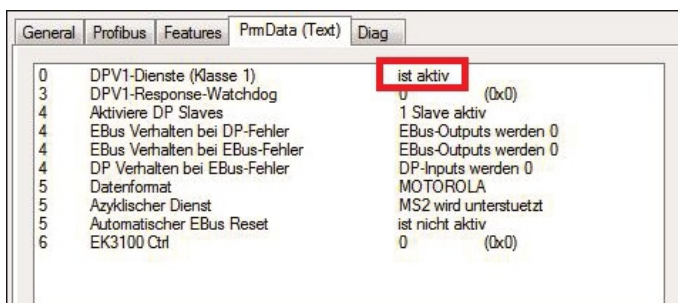 General Profibus Features PrmData (Text) Diag
0 DPV1-Dienste (Klasse 1) ist aktiv
3 DPV1-Response-Watchdog 0 (0x0)
4 Aktiviere DP Slaves 1 Slave aktiv
4 EBus Verhalten bei DP-Fehler EBus-Outputs werden 0
4 EBus Verhalten bei EBus-Fehler EBus-Outputs werden 0
4 DP Verhalten bei EBus-Fehler DP-Inputs werden 0
5 Datenformat MOTOROLA
5 Azyklischer Dienst MS2 wird unterstuetzt
5 Automatischer EBus Reset ist nicht aktiv
6 EK3100 Ctrl 0 (0x0)